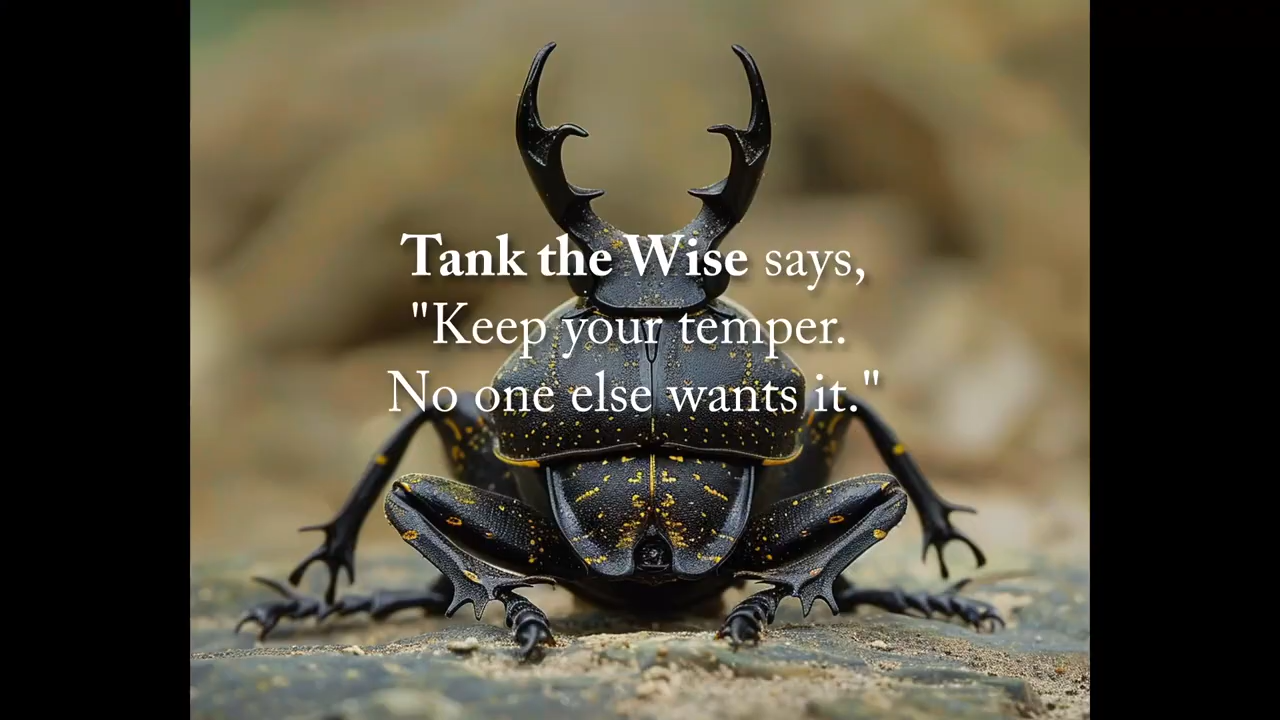 Tank the Wise says,
"Keep your temper.
No one else wants it."